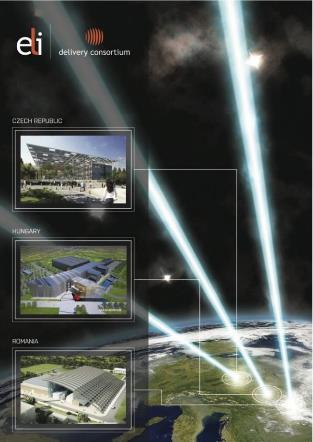 eli
delivery consortium
CZECH REPUBLIC
HUNGARY
ROMANIA